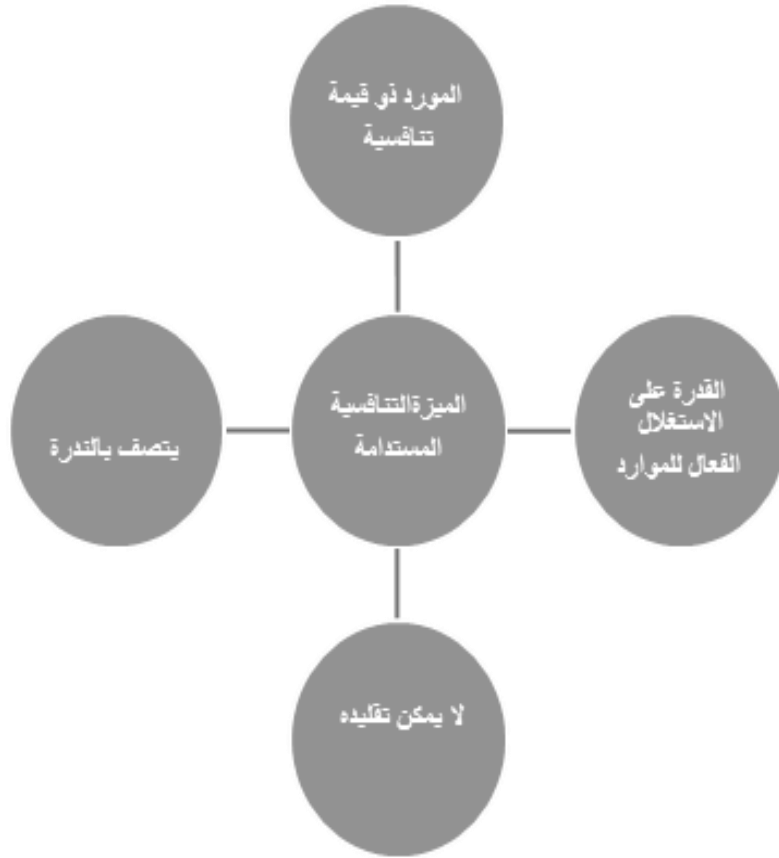 المورد ذو قيمة
تنافسية
القدرة على
الاستغلال
الفعال للموارد
الميزةالتنافسية
المستدامة
يتصف بالندرة
لا يمكن تقليده